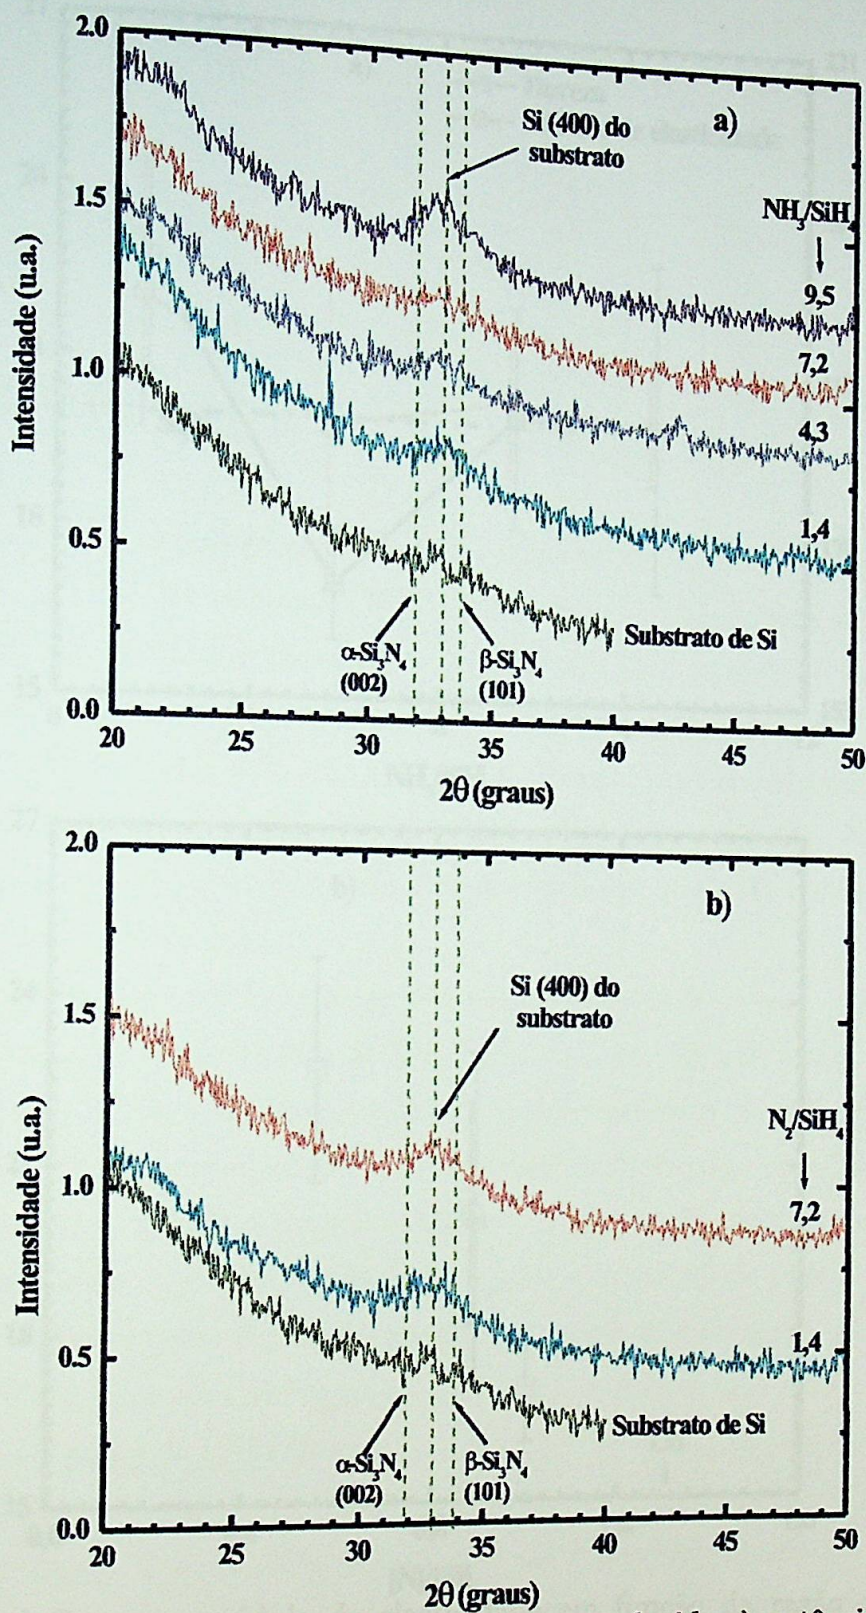 2.0
a)
Si (400) do
substrato
NH₃/SiH₄
1.5
9,5
7,2
1.0
4,3
1,4
0.5
Substrato de Si
α-Si₃N₄
(002)
β-Si₃N₄
(101)
0.0
20 25 30 35 40 45 50
2θ (graus)
Intensidade (u.a.)
2.0
b)
Si (400) do
substrato
1.5
N₂/SiH₄
7,2
1.0
1,4
0.5
Substrato de Si
α-Si₃N₄
(002)
β-Si₃N₄
(101)
0.0
20 25 30 35 40 45 50
2θ (graus)
Intensidade (u.a.)